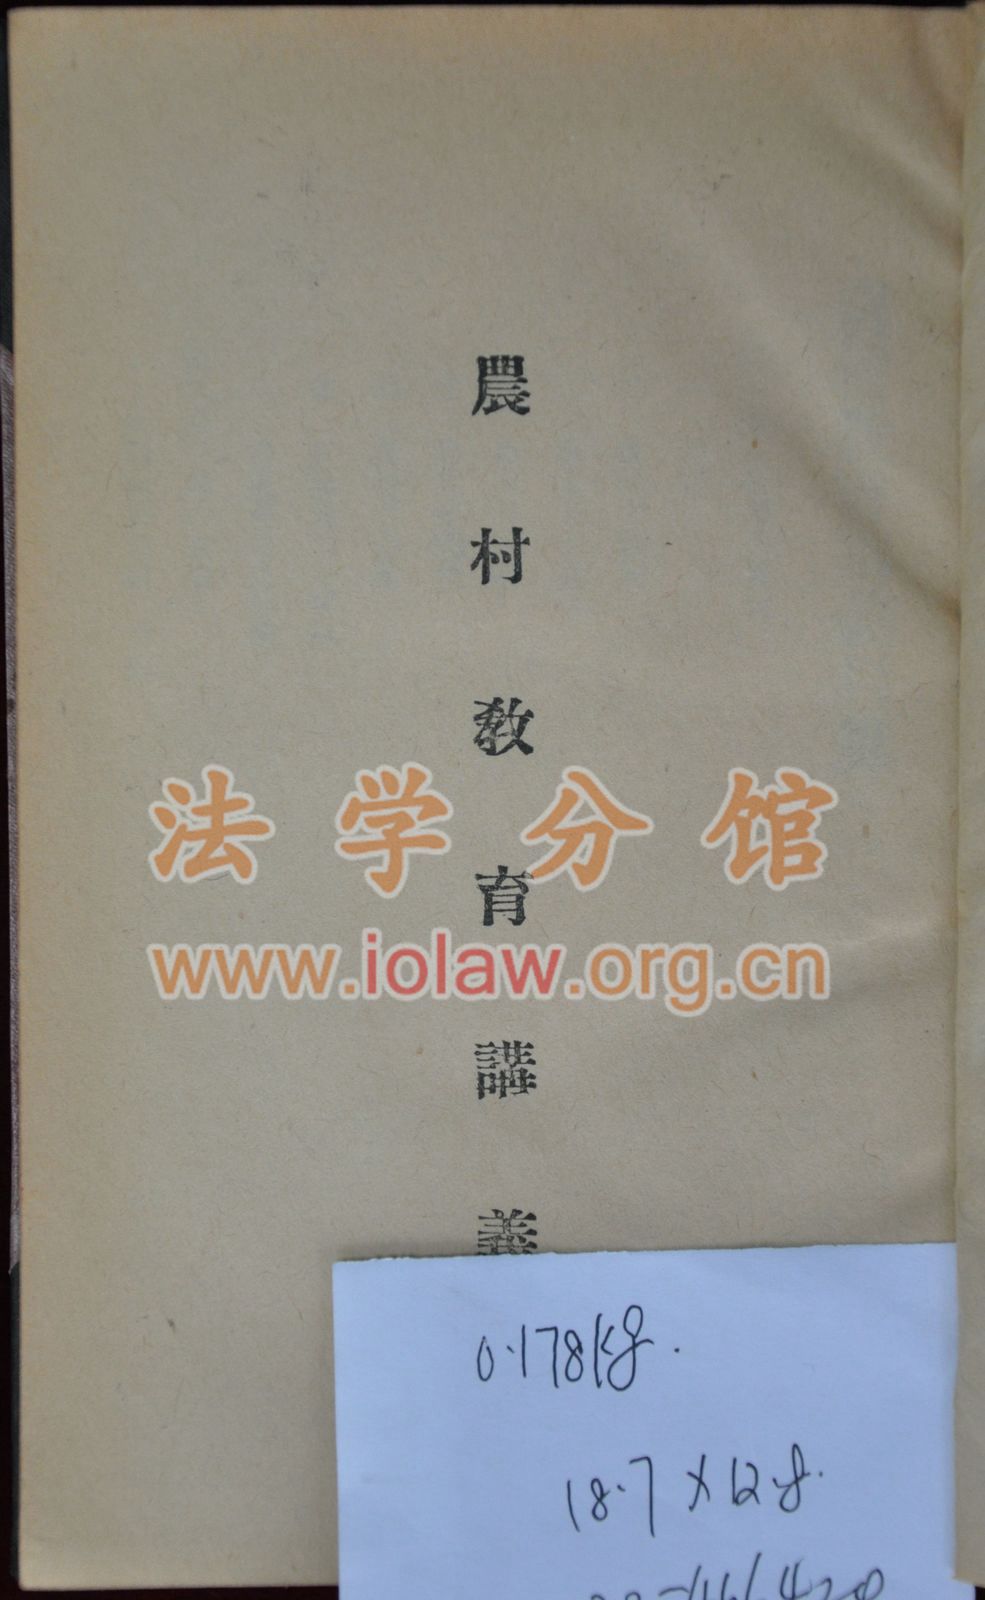 農村教育講義
法学分馆
www.iolaw.org.cn
0.178kg.
18.7 × 12.8.